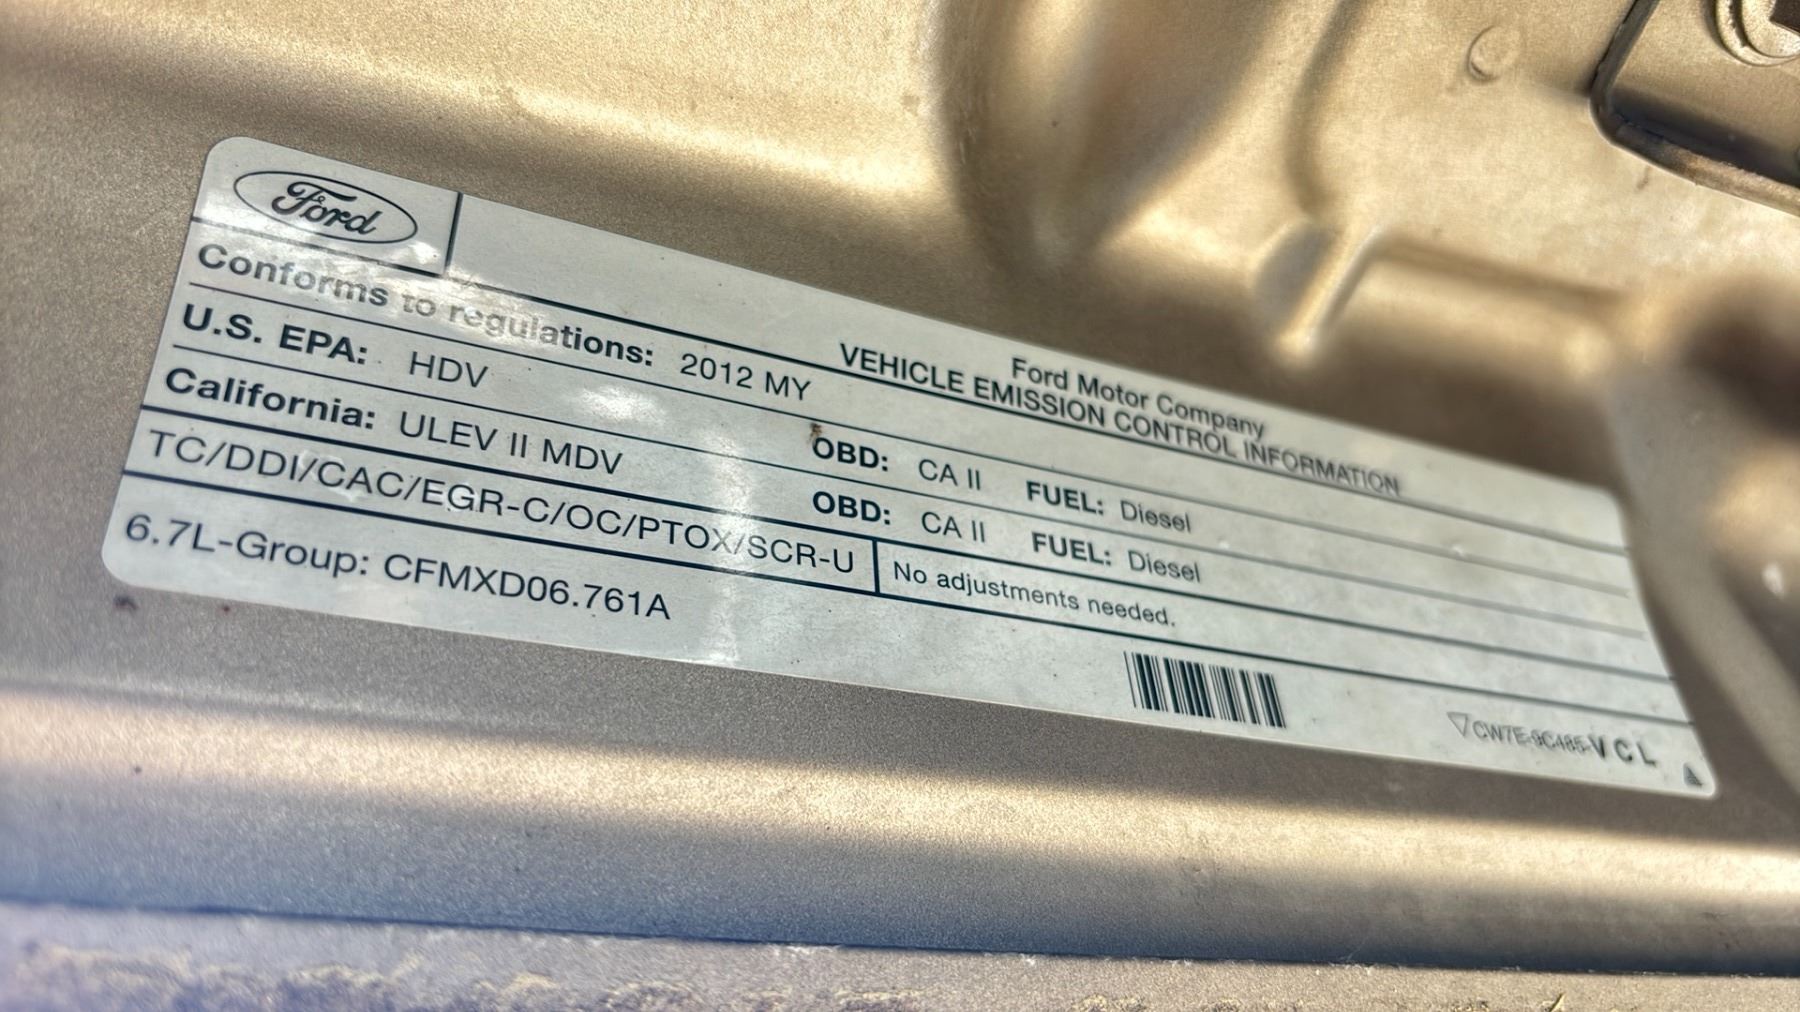 Ford
Ford Motor Company
VEHICLE EMISSION CONTROL INFORMATION
Conforms to regulations: 2012 MY
U.S. EPA: HDV OBD: CA II FUEL: Diesel
California: ULEV II MDV OBD: CA II FUEL: Diesel
TC/DDI/CAC/EGR-C/OC/PTOX/SCR-U No adjustments needed.
6.7L-Group: CFMXD06.761A
CW7E-9C485-VCL